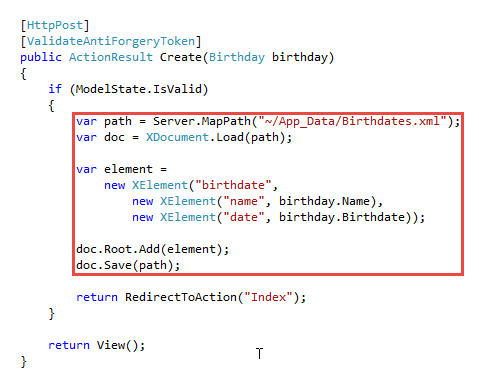 [HttpPost]
[ValidateAntiForgeryToken]
public ActionResult Create(Birthday birthday)
{
    if (ModelState.IsValid)
    {
        var path = Server.MapPath("~/App_Data/Birthdates.xml");
        var doc = XDocument.Load(path);

        var element =
            new XElement("birthdate",
                new XElement("name", birthday.Name),
                new XElement("date", birthday.Birthdate));

        doc.Root.Add(element);
        doc.Save(path);

        return RedirectToAction("Index");
    }

    return View();
}